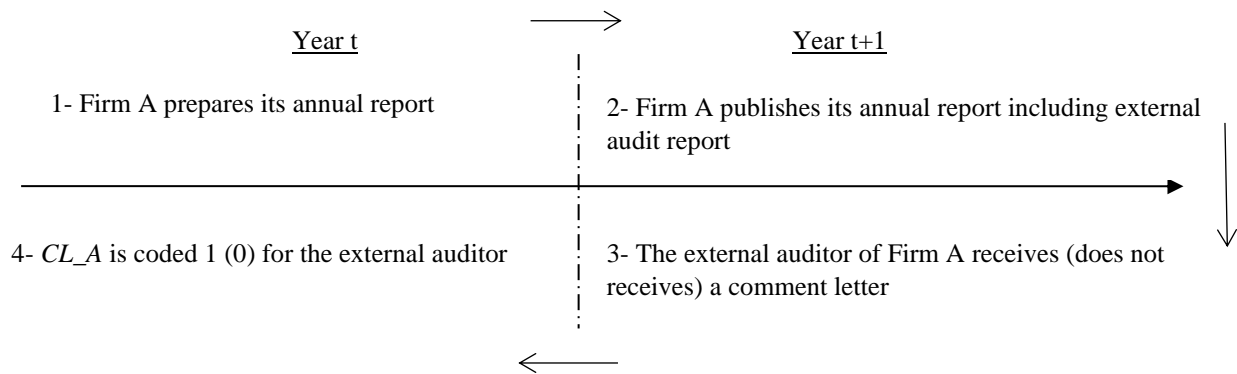 Year t
Year t+1
1- Firm A prepares its annual report
2- Firm A publishes its annual report including external
audit report
4- CL_A is coded 1 (0) for the external auditor
3- The external auditor of Firm A receives (does not
receives) a comment letter